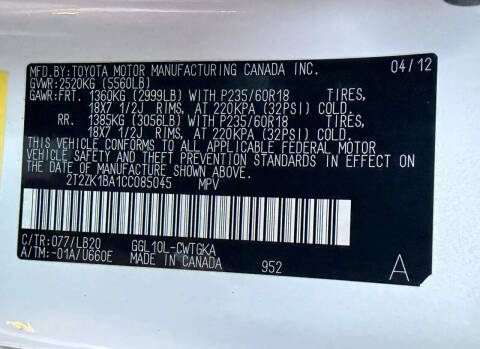 MFD.BY:TOYOTA MOTOR MANUFACTURING CANADA INC. 04/12
GVWR:2520KG (5560LB)
GAWR:FRT. 1360KG (2999LB) WITH P235/60R18 TIRES,
18X7 1/2J RIMS, AT 220KPA (32PSI) COLD.
RR. 1385KG (3056LB) WITH P235/60R18 TIRES,
18X7 1/2J RIMS, AT 220KPA (32PSI) COLD.
THIS VEHICLE CONFORMS TO ALL APPLICABLE FEDERAL MOTOR
VEHICLE SAFETY AND THEFT PREVENTION STANDARDS IN EFFECT ON
THE DATE OF MANUFACTURE SHOWN ABOVE.
2T2ZK1BA1CC085045 MPV
C/TR:077/LB20 GGL10L-CWTGKA
A/TM:-01A/U660E MADE IN CANADA 952 A